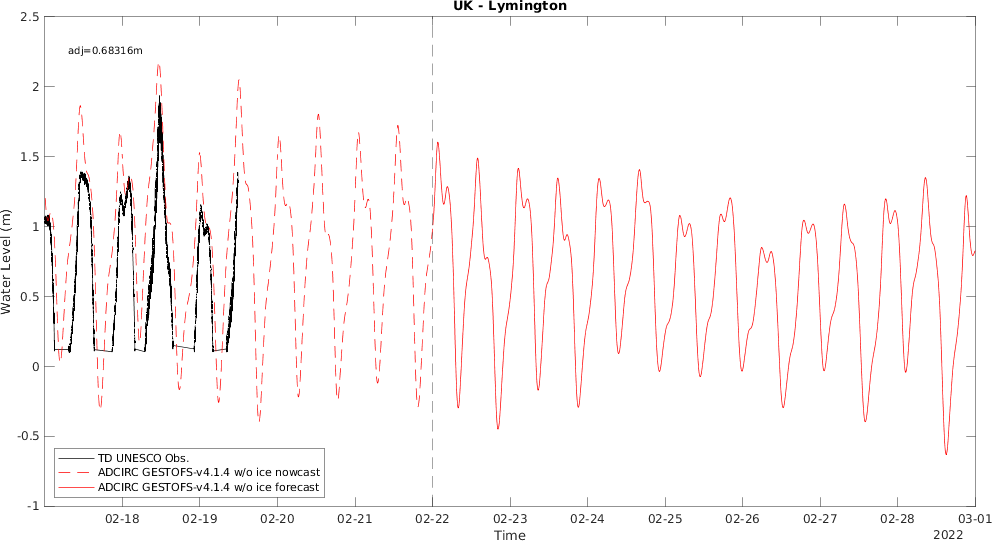 UK - Lymington
2.5
adj=0.68316m
2
1.5
1
0.5
0
-0.5
-1
Water Level (m)
TD UNESCO Obs.
ADCIRC GESTOFS-v4.1.4 w/o ice nowcast
ADCIRC GESTOFS-v4.1.4 w/o ice forecast
02-18 02-19 02-20 02-21 02-22 02-23 02-24 02-25 02-26 02-27 02-28 03-01
Time
2022